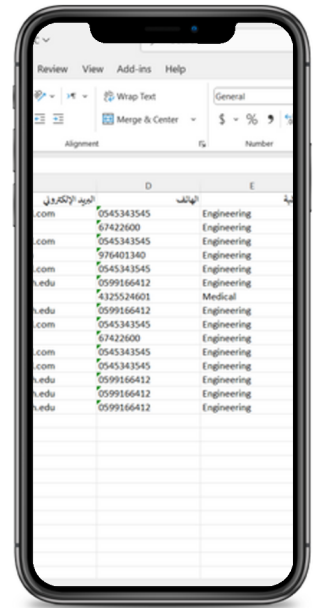 Review View Add-ins Help
Wrap Text General
Merge & Center $ % 9
Alignment Number
D E
البريد الإلكتروني الهاتف
.com 0545343545 Engineering
67422600 Engineering
.com 0545343545 Engineering
976401340 Engineering
.com 0545343545 Engineering
h.edu 0599166412 Engineering
4325524601 Medical
h.edu 0599166412 Engineering
.com 0545343545 Engineering
67422600 Engineering
.com 0545343545 Engineering
.com 0545343545 Engineering
h.edu 0599166412 Engineering
h.edu 0599166412 Engineering
h.edu 0599166412 Engineering